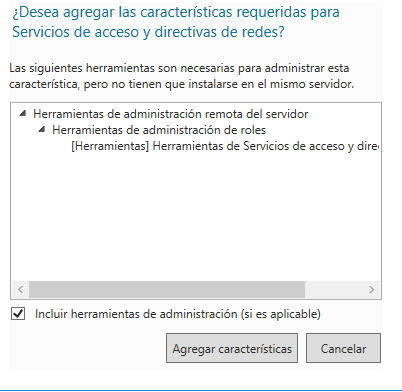 ¿Desea agregar las características requeridas para
Servicios de acceso y directivas de redes?
Las siguientes herramientas son necesarias para administrar esta
característica, pero no tienen que instalarse en el mismo servidor.
Herramientas de administración remota del servidor
Herramientas de administración de roles
[Herramientas] Herramientas de Servicios de acceso y dire
Incluir herramientas de administración (si es aplicable)
Agregar características
Cancelar